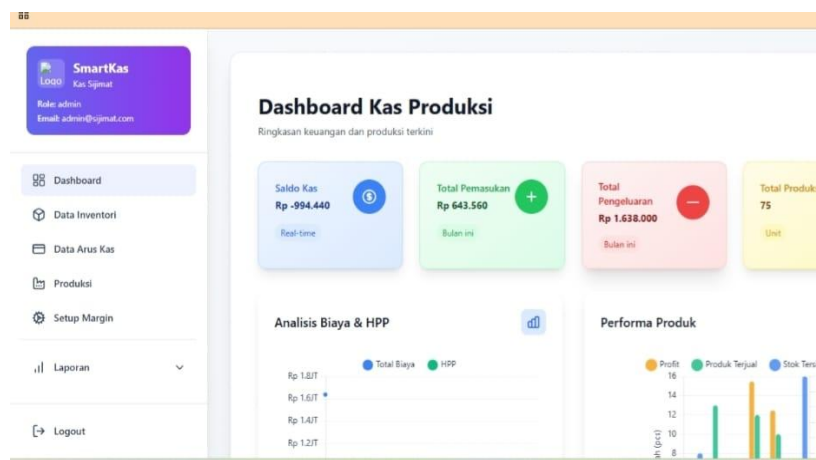 Logo
SmartKas
Kas Sijimat
Role: admin
Email: admin@sijimat.com
Dashboard
Data Inventori
Data Arus Kas
Produksi
Setup Margin
Laporan
Logout
Dashboard Kas Produksi
Ringkasan keuangan dan produksi terkini
Saldo Kas
Rp -994.440
Real-time
Total Pemasukan
Rp 643.560
Bulan ini
Total
Pengeluaran
Rp 1.638.000
Bulan ini
Total Produk
75
Unit
Analisis Biaya & HPP
Total Biaya HPP
Rp 1.8JT
Rp 1.6JT
Rp 1.4JT
Rp 1.2JT
Performa Produk
Profit Produk Terjual Stok
16
14
12
10
8